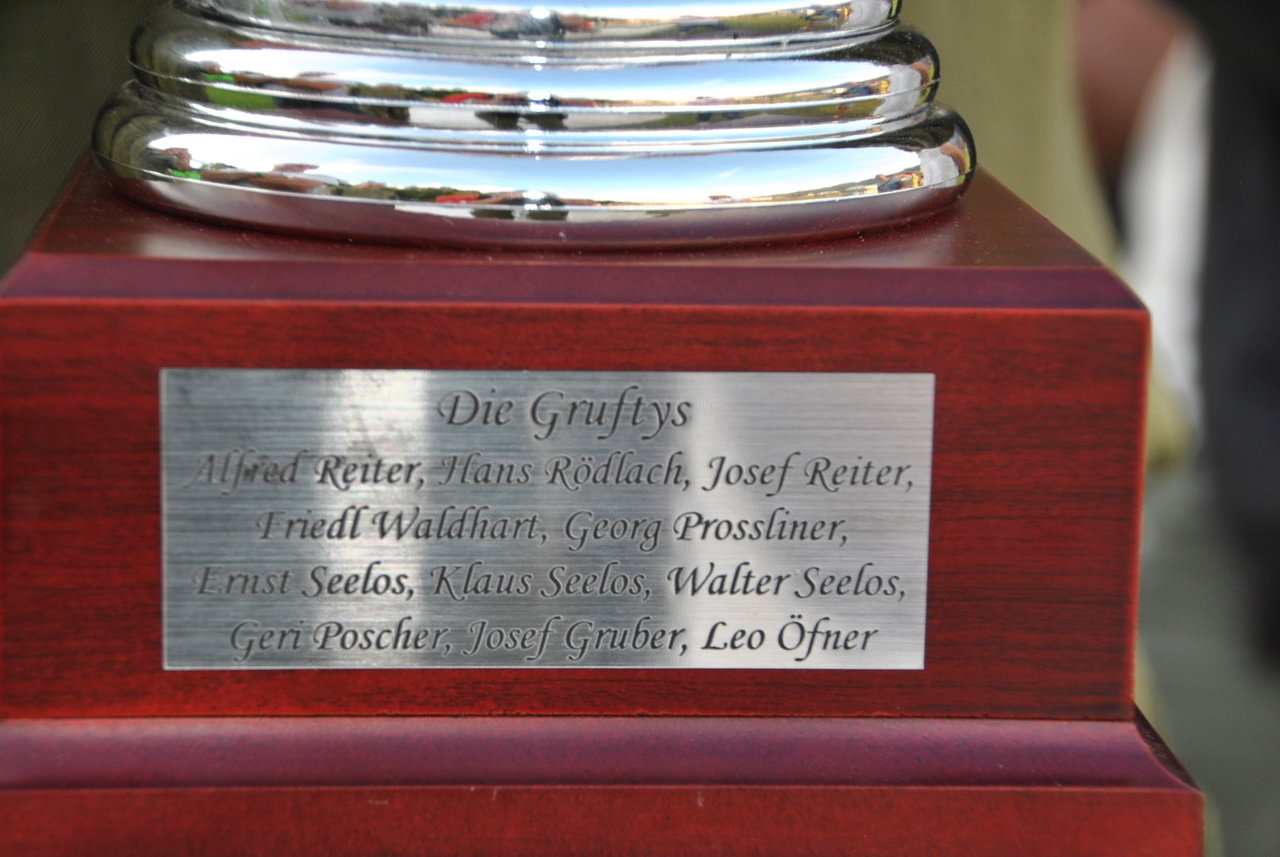 Die Gruftys
Alfred Reiter, Hans Rödlach, Josef Reiter,
Friedl Waldhart, Georg Prossliner,
Ernst Seelos, Klaus Seelos, Walter Seelos,
Geri Poscher, Josef Gruber, Leo Öfner